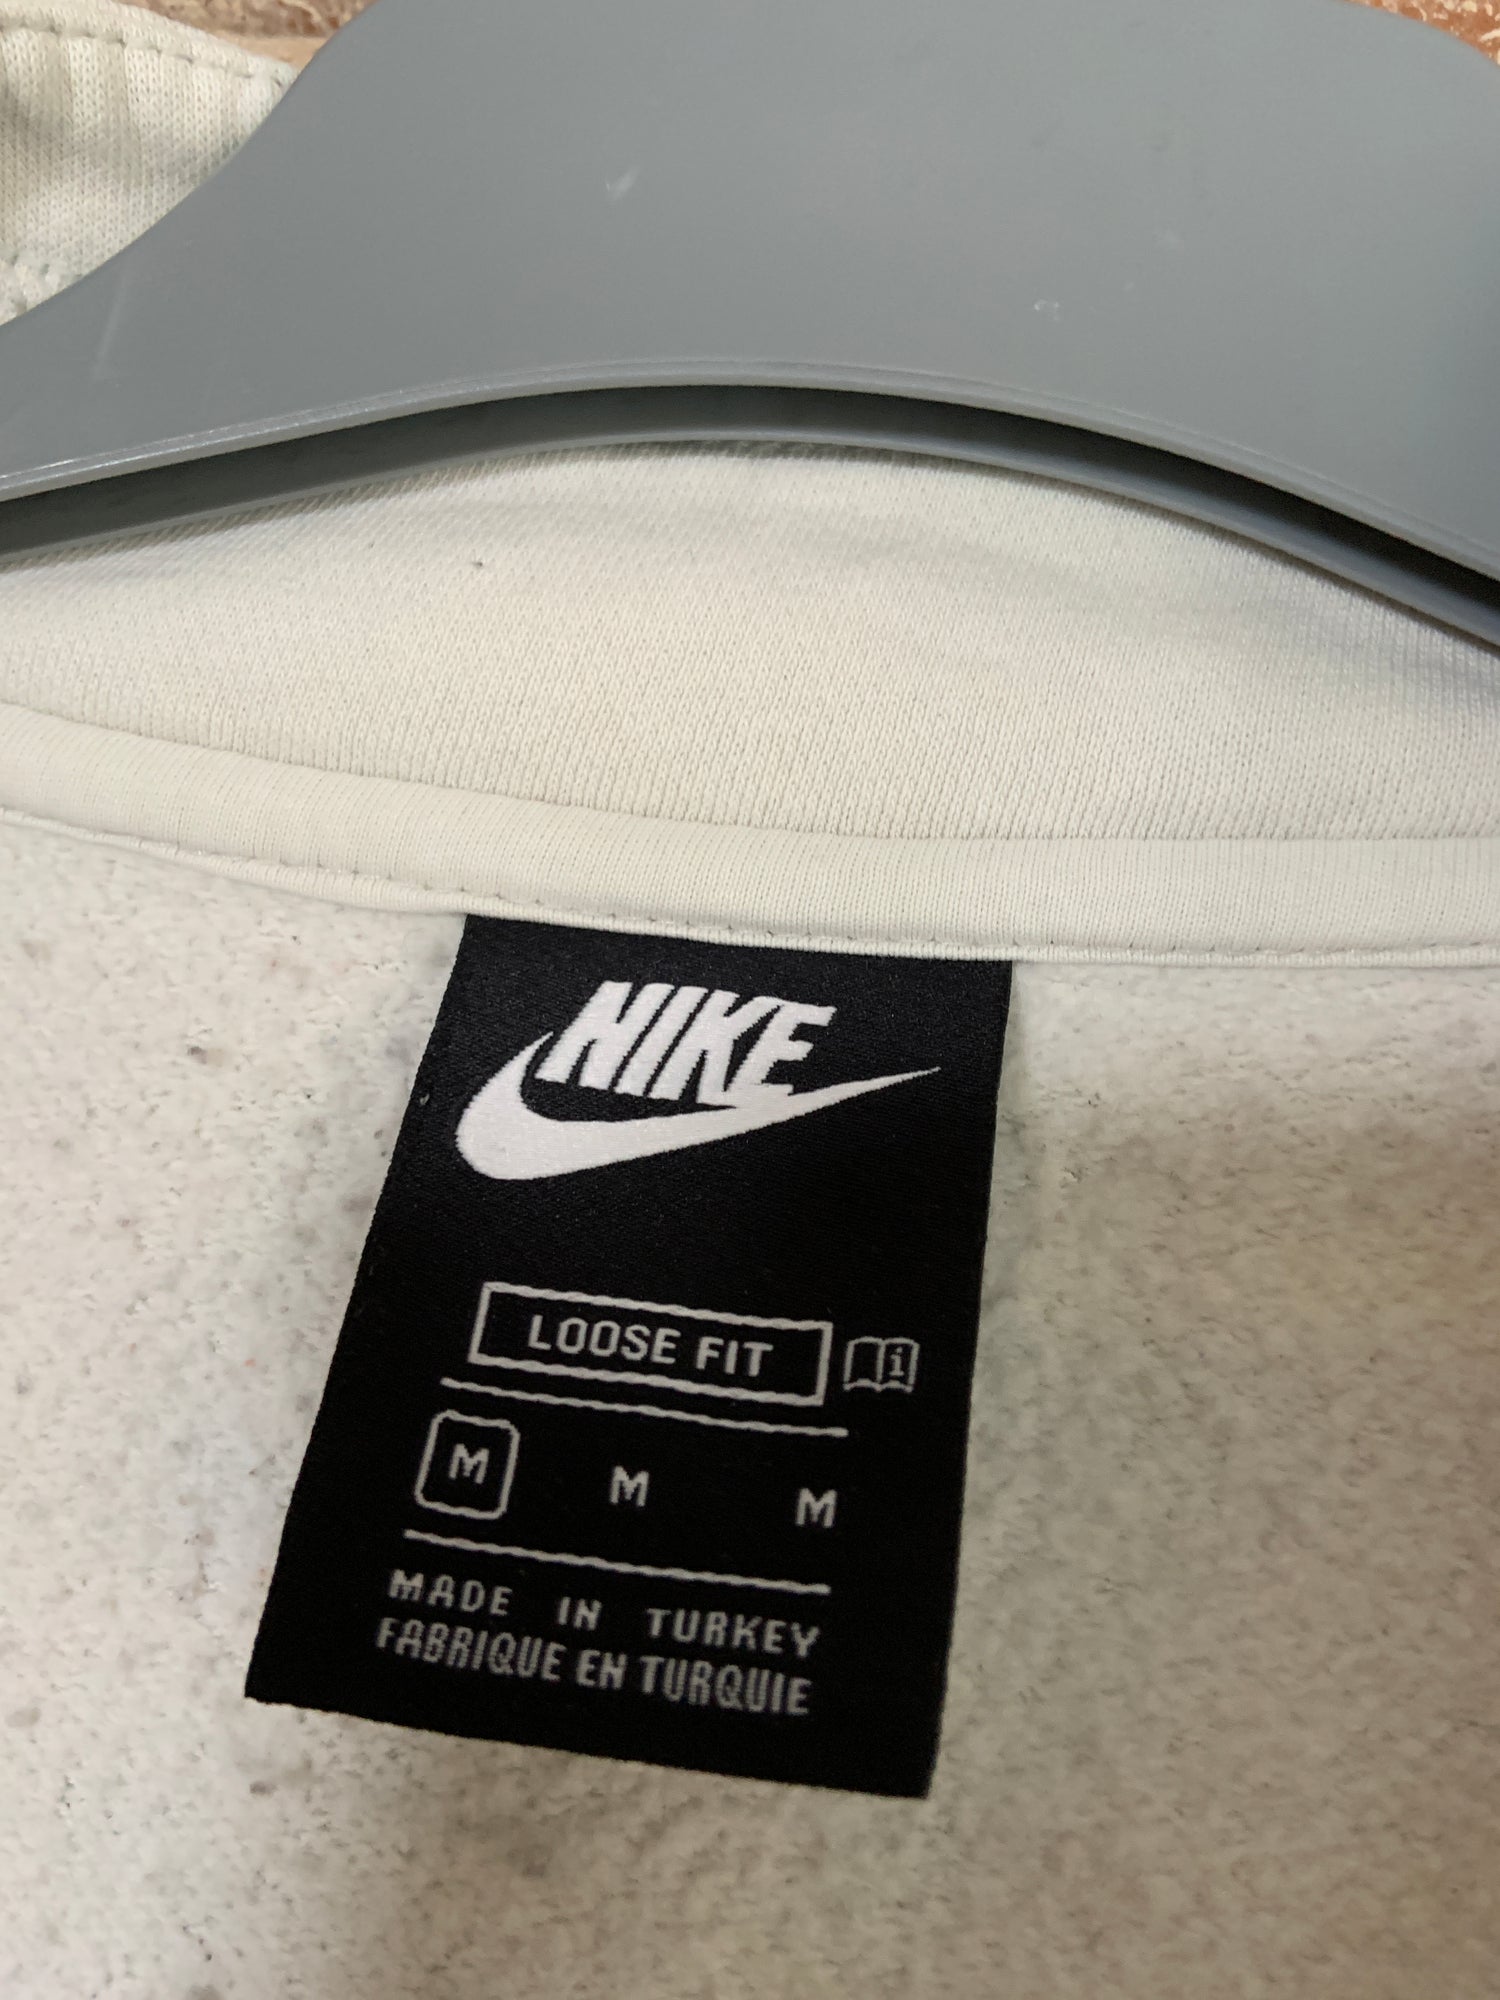 NIKE
LOOSE FIT i
M M M
MADE IN TURKEY
FABRIQUE EN TURQUIE